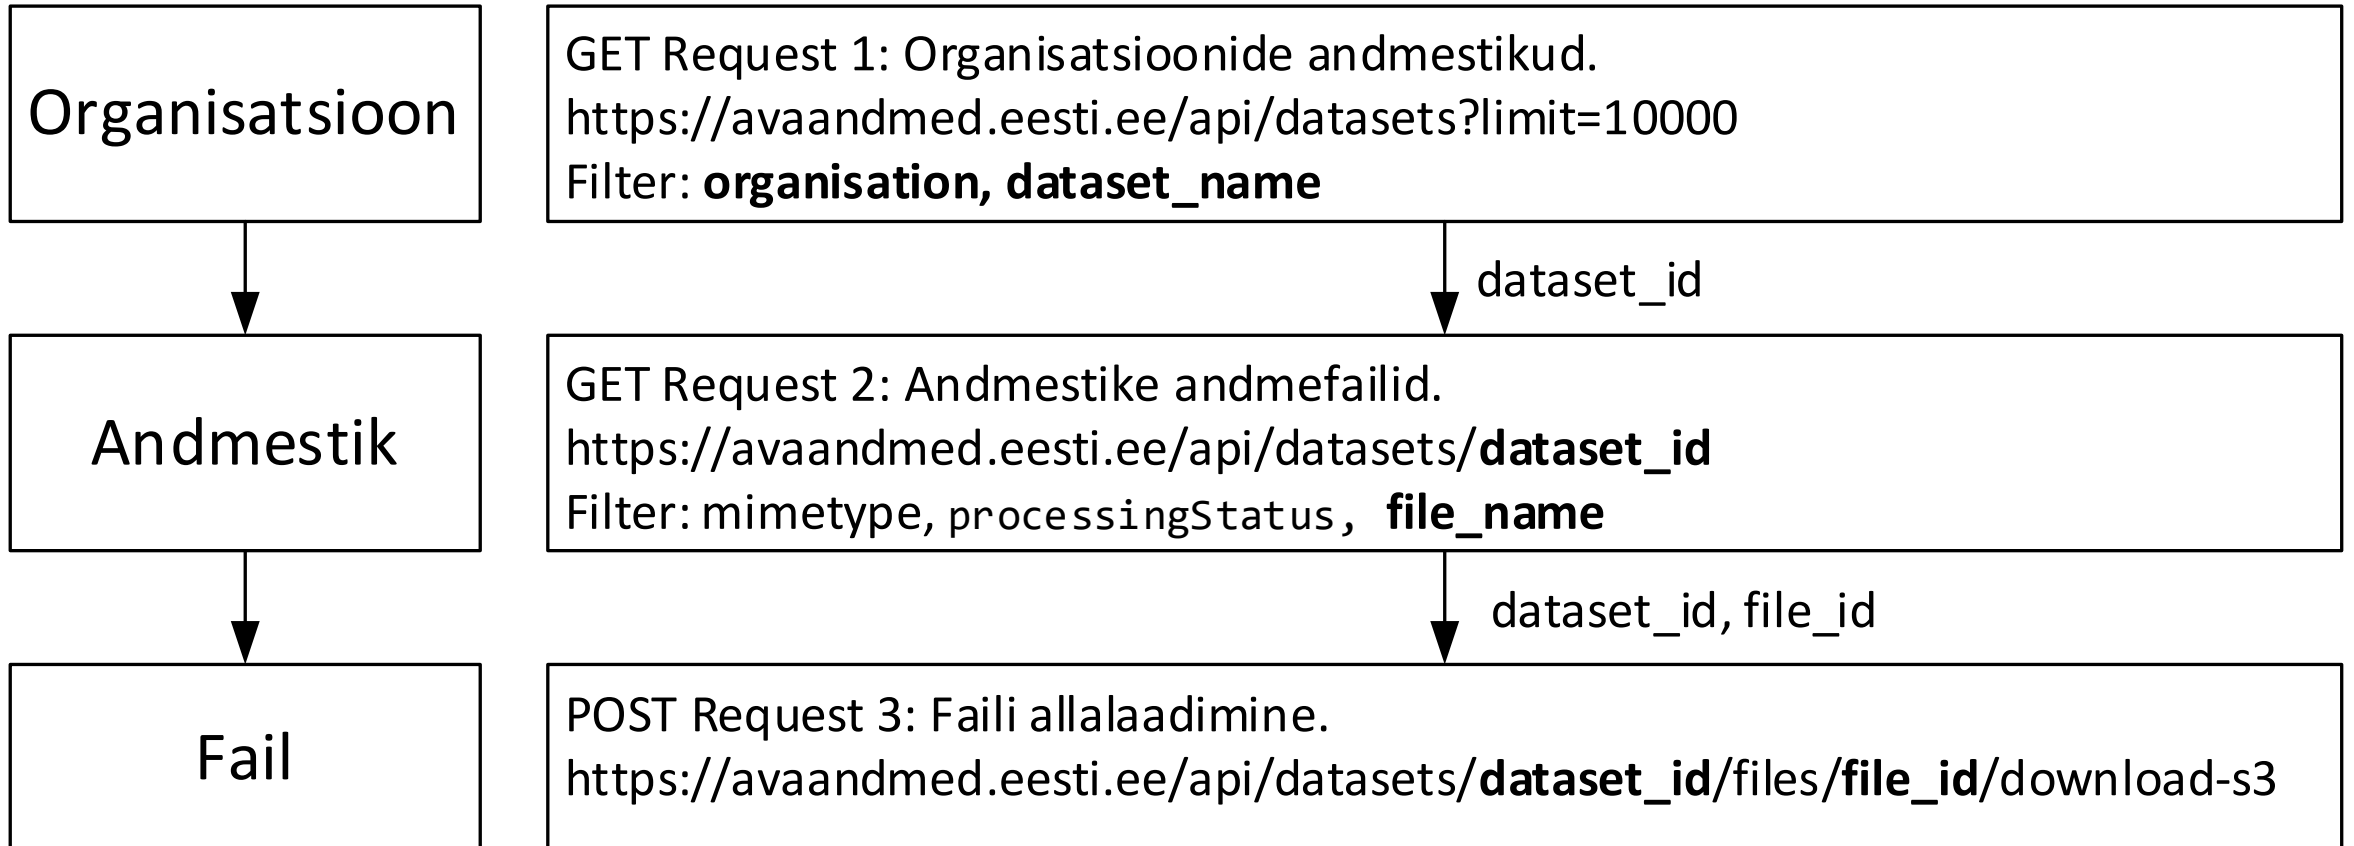 Organisatsioon
GET Request 1: Organisatsioonide andmestikud.
https://avaandmed.eesti.ee/api/datasets?limit=10000
Filter: organisation, dataset_name
dataset_id
Andmestik
GET Request 2: Andmestike andmefailid.
https://avaandmed.eesti.ee/api/datasets/dataset_id
Filter: mimetype, processingStatus, file_name
dataset_id, file_id
Fail
POST Request 3: Faili allalaadimine.
https://avaandmed.eesti.ee/api/datasets/dataset_id/files/file_id/download-s3